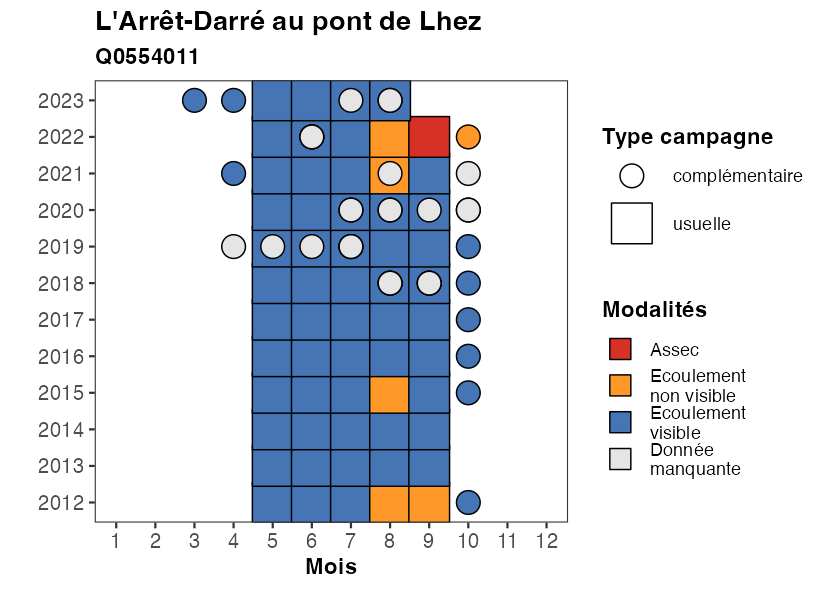 L'Arrêt-Darré au pont de Lhez
Q0554011
2023
2022
2021
2020
2019
2018
2017
2016
2015
2014
2013
2012
1 2 3 4 5 6 7 8 9 10 11 12
Mois
Type campagne
complémentaire
usuelle
Modalités
Assec
Ecoulement
non visible
Ecoulement
visible
Donnée
manquante